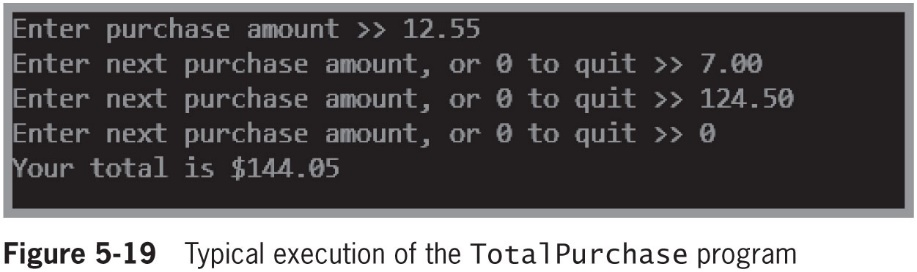 Enter purchase amount >> 12.55
Enter next purchase amount, or 0 to quit >> 7.00
Enter next purchase amount, or 0 to quit >> 124.50
Enter next purchase amount, or 0 to quit >> 0
Your total is $144.05
Figure 5-19 Typical execution of the TotalPurchase program